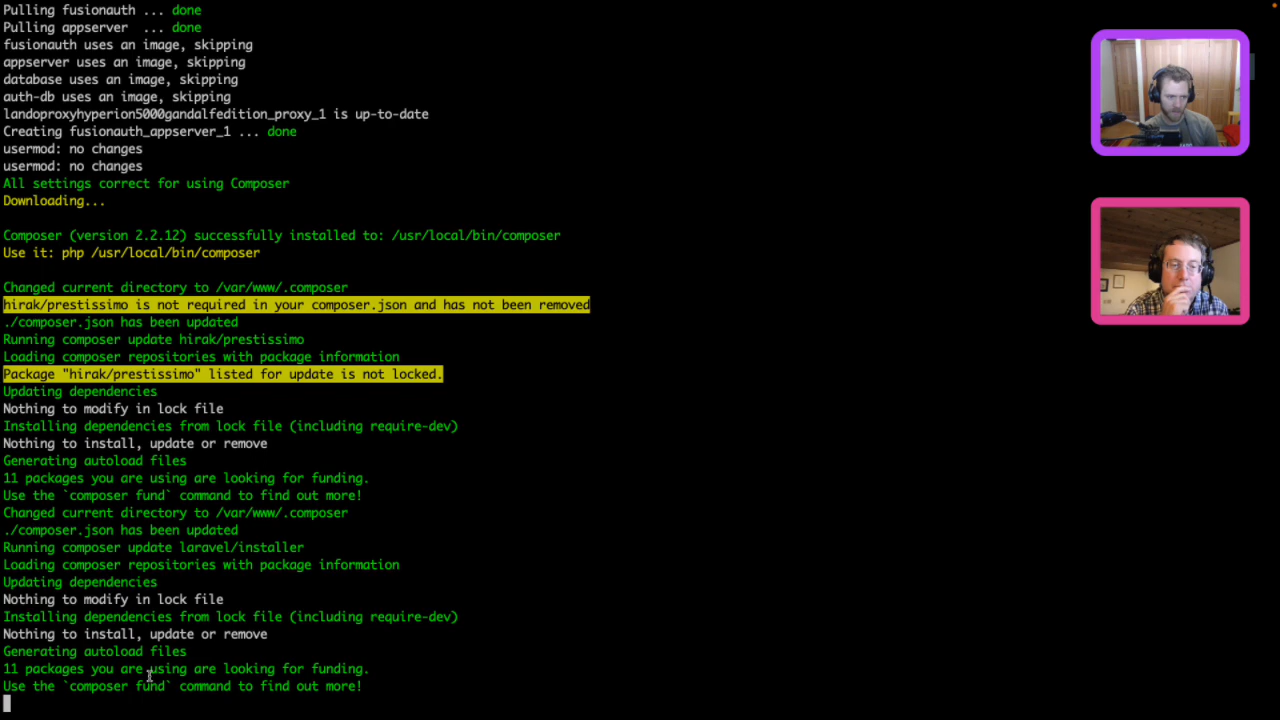 Pulling fusionauth ... done
Pulling appserver  ... done
fusionauth uses an image, skipping
appserver uses an image, skipping
database uses an image, skipping
auth-db uses an image, skipping
landoproxyhyperion5000gandalfedition_proxy_1 is up-to-date
Creating fusionauth_appserver_1 ... done
usermod: no changes
usermod: no changes
All settings correct for using Composer
Downloading...
Composer (version 2.2.12) successfully installed to: /usr/local/bin/composer
Use it: php /usr/local/bin/composer
Changed current directory to /var/www/.composer
hirak/prestissimo is not required in your composer.json and has not been removed
./composer.json has been updated
Running composer update hirak/prestissimo
Loading composer repositories with package information
Package "hirak/prestissimo" listed for update is not locked.
Updating dependencies
Nothing to modify in lock file
Installing dependencies from lock file (including require-dev)
Nothing to install, update or remove
Generating autoload files
11 packages you are using are looking for funding.
Use the `composer fund` command to find out more!
Changed current directory to /var/www/.composer
./composer.json has been updated
Running composer update laravel/installer
Loading composer repositories with package information
Updating dependencies
Nothing to modify in lock file
Installing dependencies from lock file (including require-dev)
Nothing to install, update or remove
Generating autoload files
11 packages you are using are looking for funding.
Use the `composer fund` command to find out more!